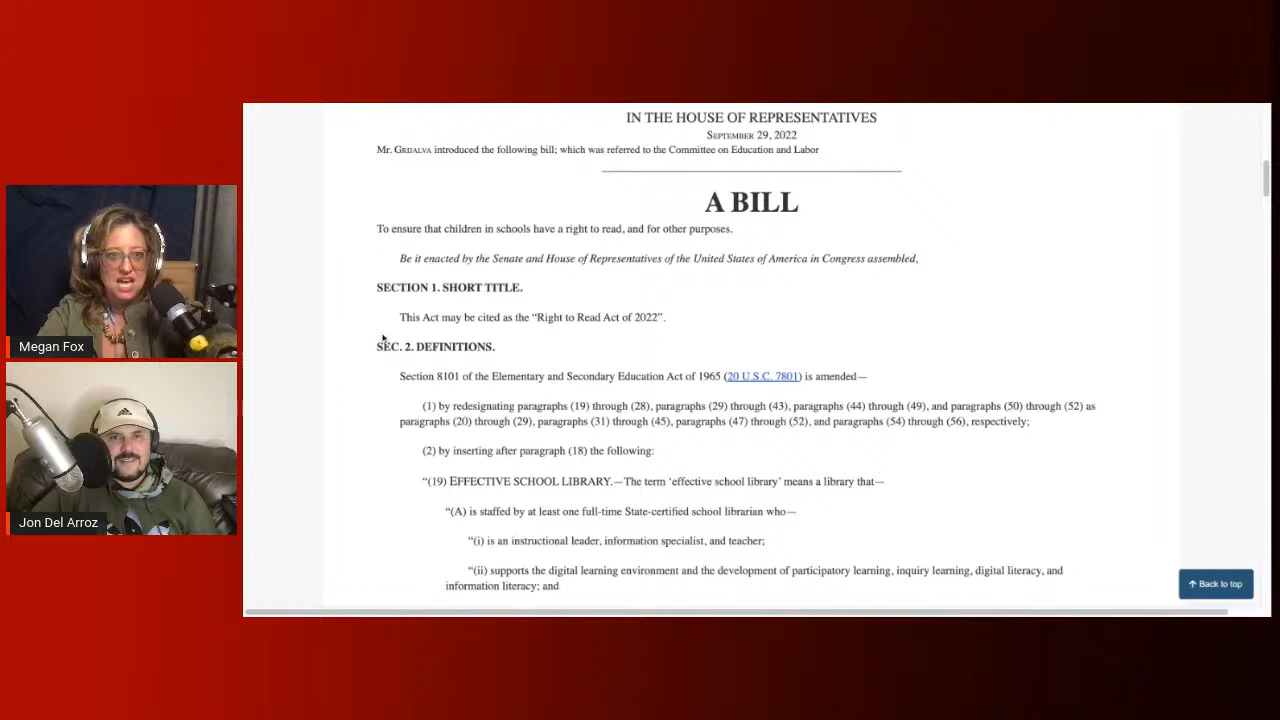 IN THE HOUSE OF REPRESENTATIVES
SEPTEMBER 29, 2022
Mr. GRIJALVA introduced the following bill; which was referred to the Committee on Education and Labor
A BILL
To ensure that children in schools have a right to read, and for other purposes.
Be it enacted by the Senate and House of Representatives of the United States of America in Congress assembled,
SECTION 1. SHORT TITLE.
This Act may be cited as the “Right to Read Act of 2022”.
SEC. 2. DEFINITIONS.
Section 8101 of the Elementary and Secondary Education Act of 1965 (20 U.S.C. 7801) is amended—
(1) by redesignating paragraphs (19) through (28), paragraphs (29) through (43), paragraphs (44) through (49), and paragraphs (50) through (52) as
paragraphs (20) through (29), paragraphs (31) through (45), paragraphs (47) through (52), and paragraphs (54) through (56), respectively;
(2) by inserting after paragraph (18) the following:
“(19) EFFECTIVE SCHOOL LIBRARY.—The term ‘effective school library’ means a library that—
“(A) is staffed by at least one full-time State-certified school librarian who—
“(i) is an instructional leader, information specialist, and teacher;
“(ii) supports the digital learning environment and the development of participatory learning, inquiry learning, digital literacy, and
information literacy; and
Back to top
Megan Fox
Jon Del Arroz